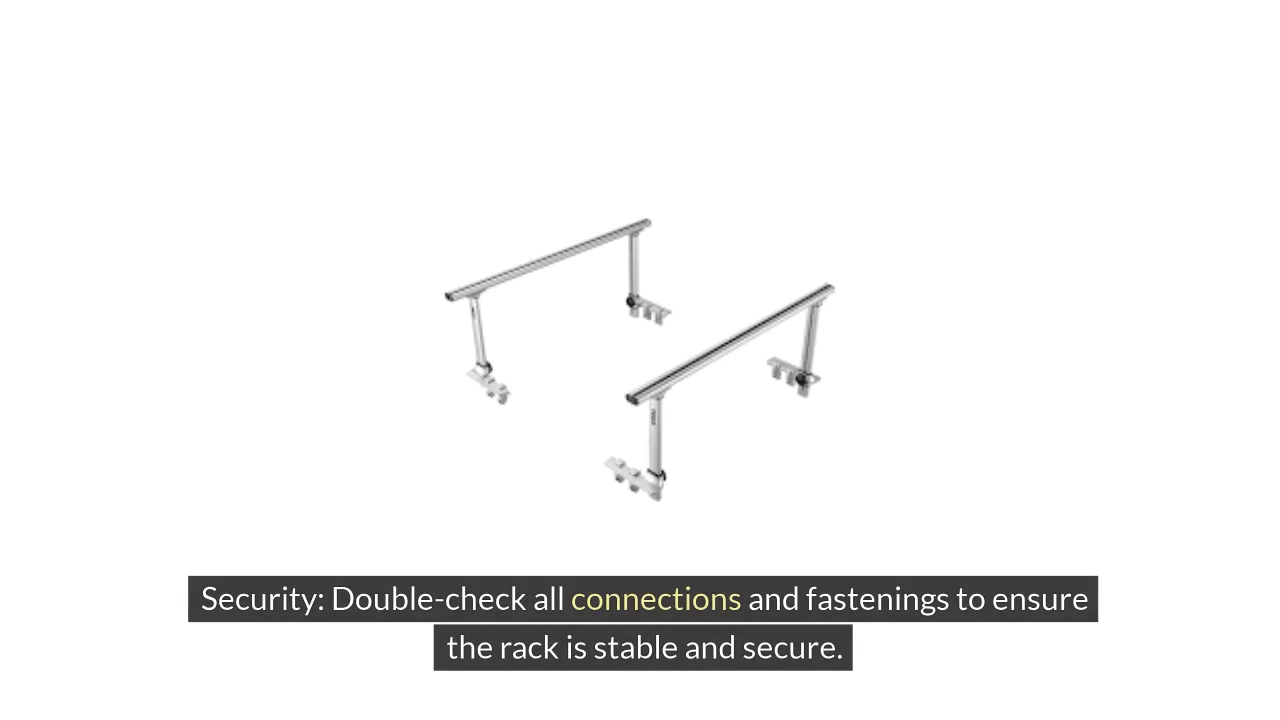 Security: Double-check all connections and fastenings to ensure
the rack is stable and secure.